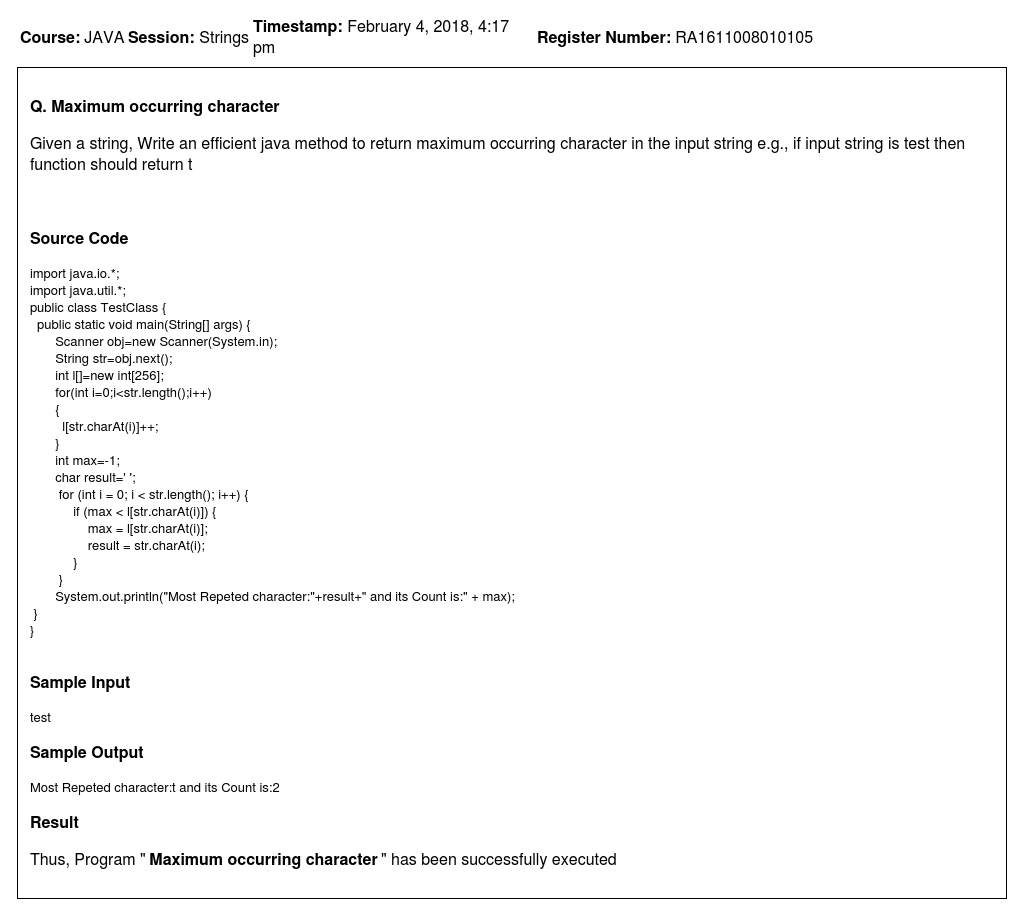 Course: JAVA Session: Strings Timestamp: February 4, 2018, 4:17 pm Register Number: RA1611008010105
Q. Maximum occurring character
Given a string, Write an efficient java method to return maximum occurring character in the input string e.g., if input string is test then
function should return t
Source Code
import java.io.*;
import java.util.*;
public class TestClass {
  public static void main(String[] args) {
       Scanner obj=new Scanner(System.in);
       String str=obj.next();
       int l[]=new int[256];
       for(int i=0;i<str.length();i++)
       {
         l[str.charAt(i)]++;
       }
       int max=-1;
       char result=' ';
        for (int i = 0; i < str.length(); i++) {
            if (max < l[str.charAt(i)]) {
                max = l[str.charAt(i)];
                result = str.charAt(i);
            }
        }
       System.out.println("Most Repeted character:"+result+" and its Count is:" + max);
 }
}
Sample Input
test
Sample Output
Most Repeted character:t and its Count is:2
Result
Thus, Program " Maximum occurring character " has been successfully executed